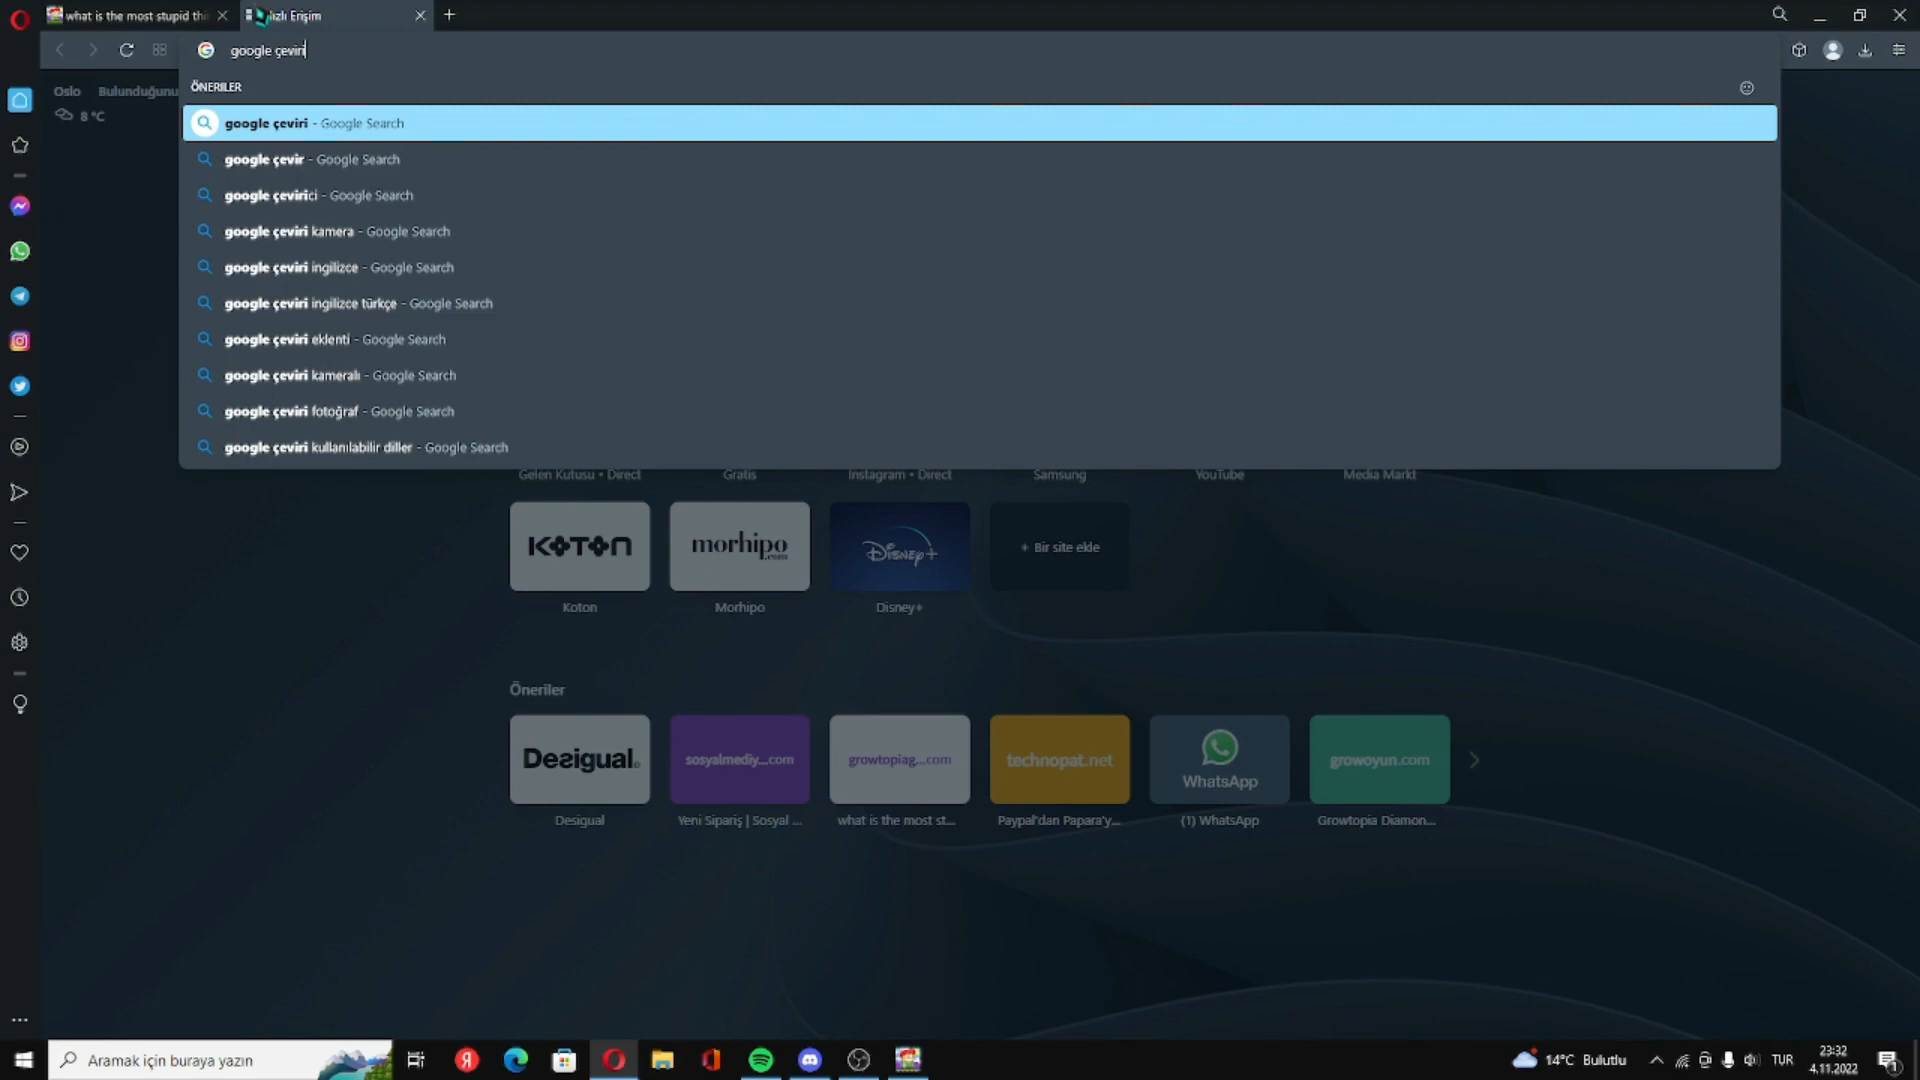 what is the most stupid thi
ızlı Erişim
google çeviri
Oslo Bulunduğunu
8 °C
ÖNERILER
google çeviri - Google Search
google çevir - Google Search
google çevirici - Google Search
google çeviri kamera - Google Search
google çeviri ingilizce - Google Search
google çeviri ingilizce türkçe - Google Search
google çeviri eklenti - Google Search
google çeviri kameralı - Google Search
google çeviri fotoğraf - Google Search
google çeviri kullanılabilir diller - Google Search
Gelen Kutusu • Direct Gratis Instagram • Direct Samsung YouTube Media Markt
KOTON morhipo.com Disney+ + Bir site ekle
Koton Morhipo Disney+
Öneriler
Desigual. sosyalmediy...com growtopiag...com technopat.net WhatsApp growoyun.com
Desigual Yeni Sipariş | Sosyal ... what is the most st... Paypal'dan Papara'y... (1) WhatsApp Growtopia Diamon...
Aramak için buraya yazın
14°C Bulutlu
TUR
23:32
4.11.2022
1